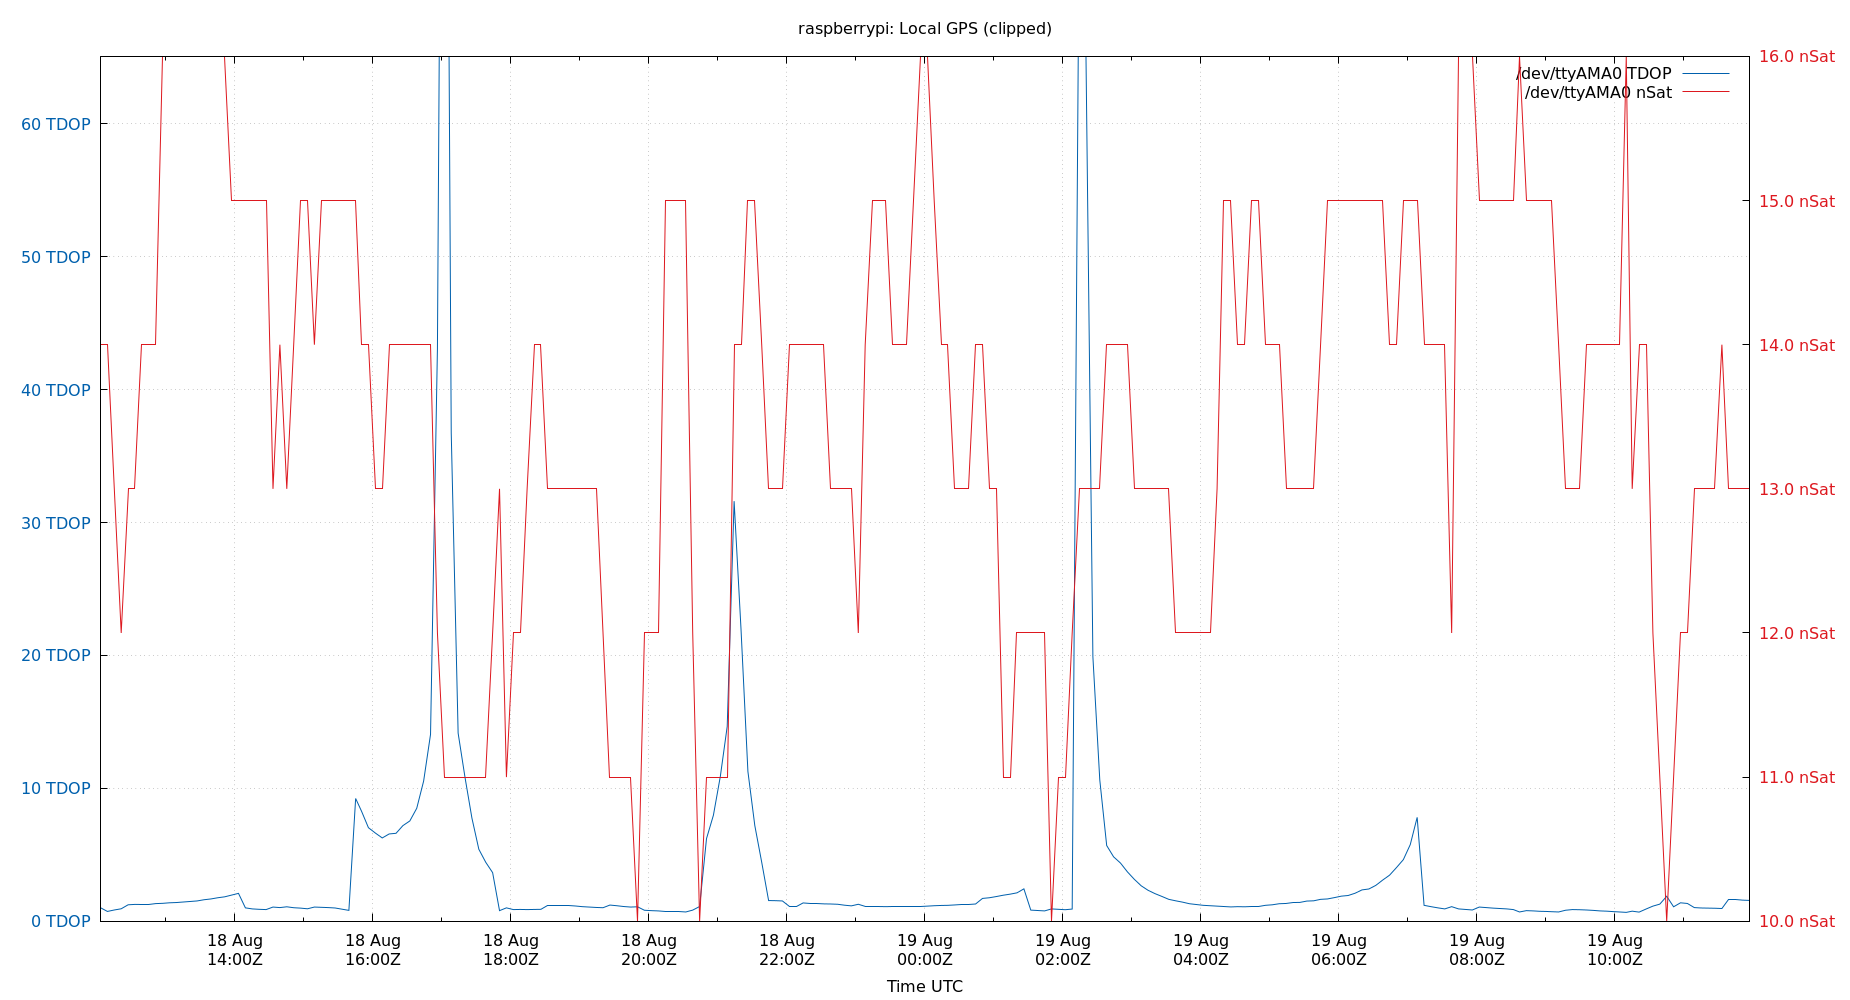 raspberrypi: Local GPS (clipped)
/dev/ttyAMA0 TDOP
/dev/ttyAMA0 nSat
60 TDOP
50 TDOP
40 TDOP
30 TDOP
20 TDOP
10 TDOP
0 TDOP
16.0 nSat
15.0 nSat
14.0 nSat
13.0 nSat
12.0 nSat
11.0 nSat
10.0 nSat
18 Aug
14:00Z
18 Aug
16:00Z
18 Aug
18:00Z
18 Aug
20:00Z
18 Aug
22:00Z
19 Aug
00:00Z
19 Aug
02:00Z
19 Aug
04:00Z
19 Aug
06:00Z
19 Aug
08:00Z
19 Aug
10:00Z
Time UTC